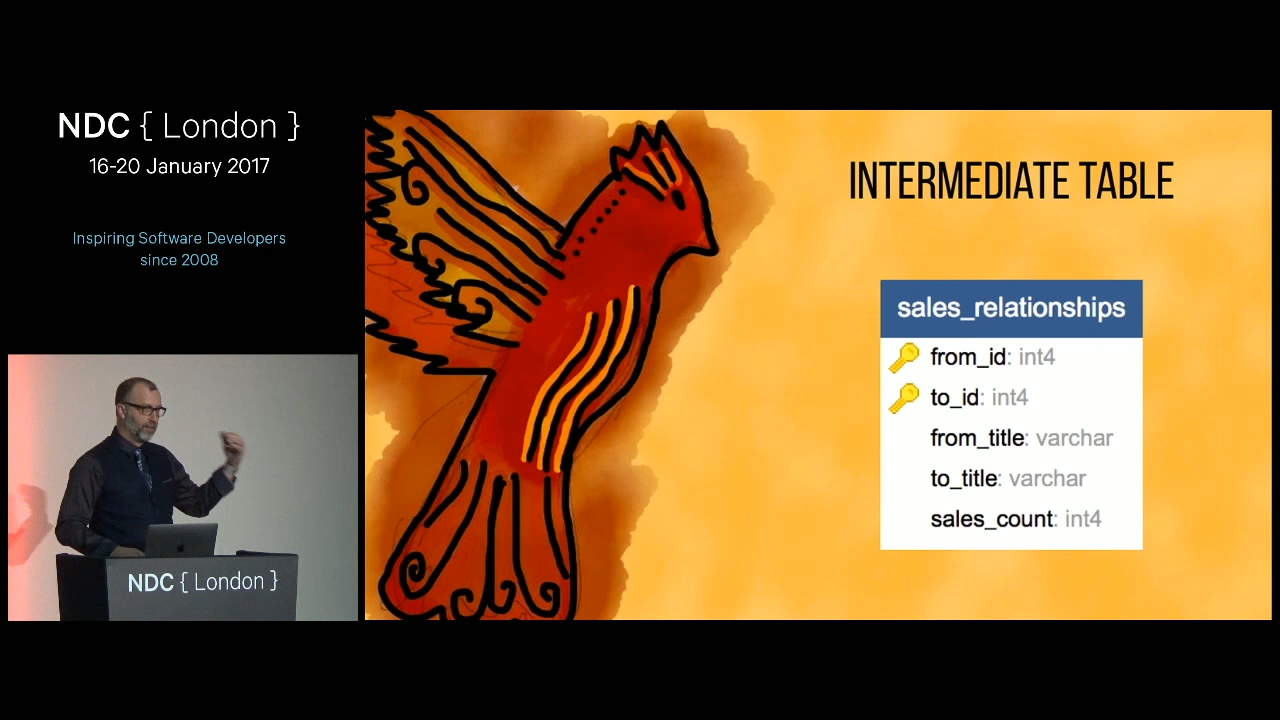 NDC { London }
16-20 January 2017
Inspiring Software Developers
since 2008
NDC { London }
INTERMEDIATE TABLE
sales_relationships
from_id: int4
to_id: int4
from_title: varchar
to_title: varchar
sales_count: int4